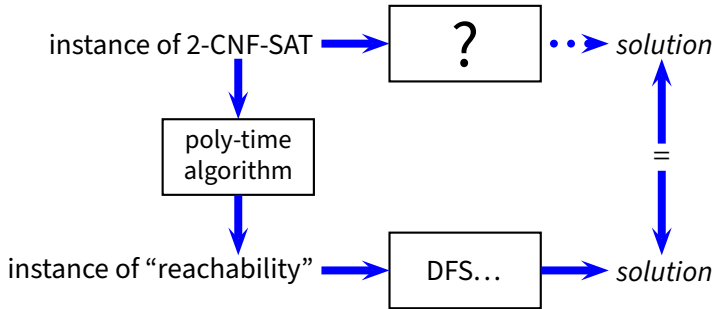 instance of 2-CNF-SAT
?
solution
poly-time
algorithm
=
instance of “reachability”
DFS…
solution